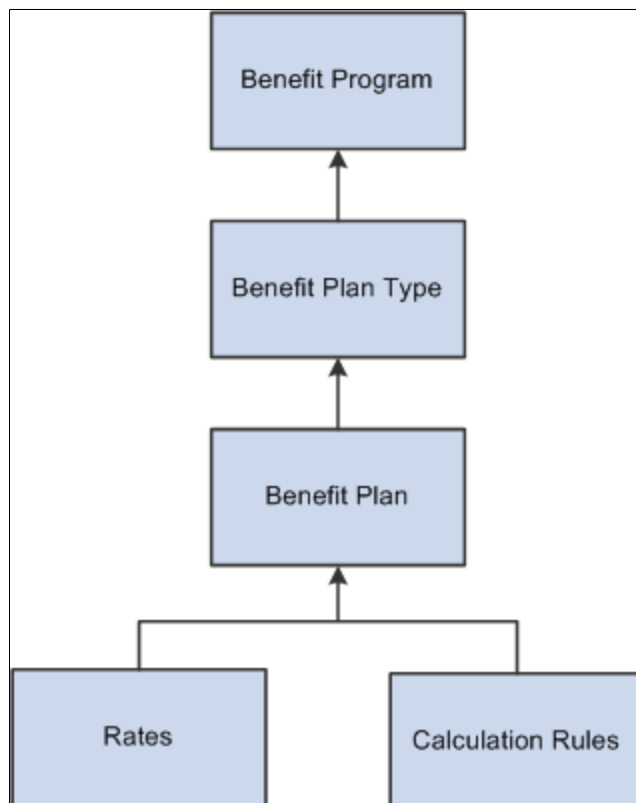 Benefit Program
Benefit Plan Type
Benefit Plan
Rates
Calculation Rules